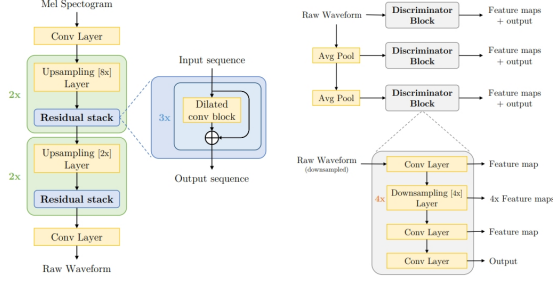 Mel Spectogram
Conv Layer
2x
Upsampling [8x]
Layer
Residual stack
2x
Upsampling [2x]
Layer
Residual stack
Conv Layer
Raw Waveform
Input sequence
3x
Dilated
conv block
Output sequence
Raw Waveform
Discriminator
Block
Feature maps
+ output
Avg Pool
Discriminator
Block
Feature maps
+ output
Avg Pool
Discriminator
Block
Feature maps
+ output
Raw Waveform
(downsampled)
Conv Layer
Feature map
4x
Downsampling [4x]
Layer
4x Feature maps
Conv Layer
Feature map
Conv Layer
Output